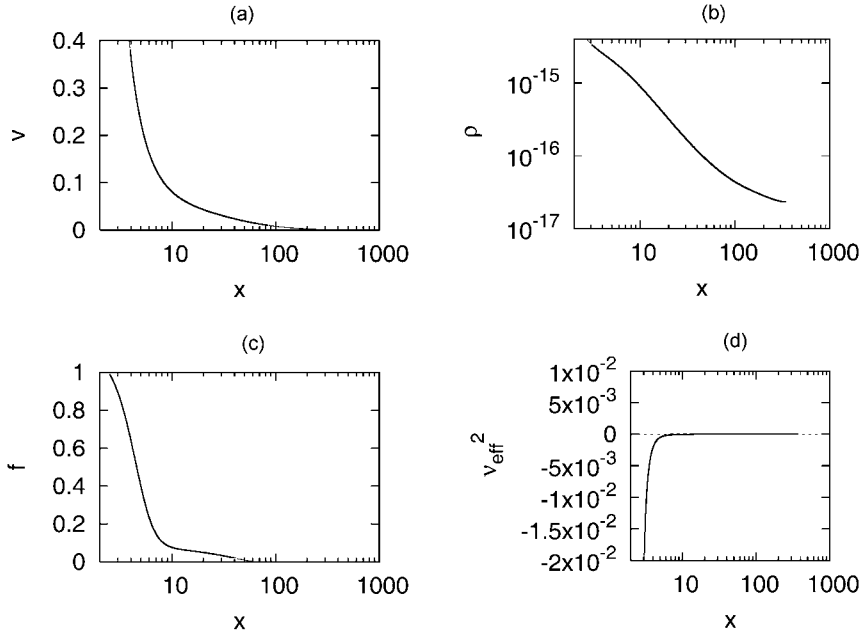 (a)
0.4
0.3
0.2
0.1
0
v
10 100 1000
x
(b)
10^-15
10^-16
10^-17
ρ
10 100 1000
x
(c)
1
0.8
0.6
0.4
0.2
0
f
10 100 1000
x
(d)
1x10^-2
5x10^-3
0
-5x10^-3
-1x10^-2
-1.5x10^-2
-2x10^-2
ν_eff^2
10 100 1000
x